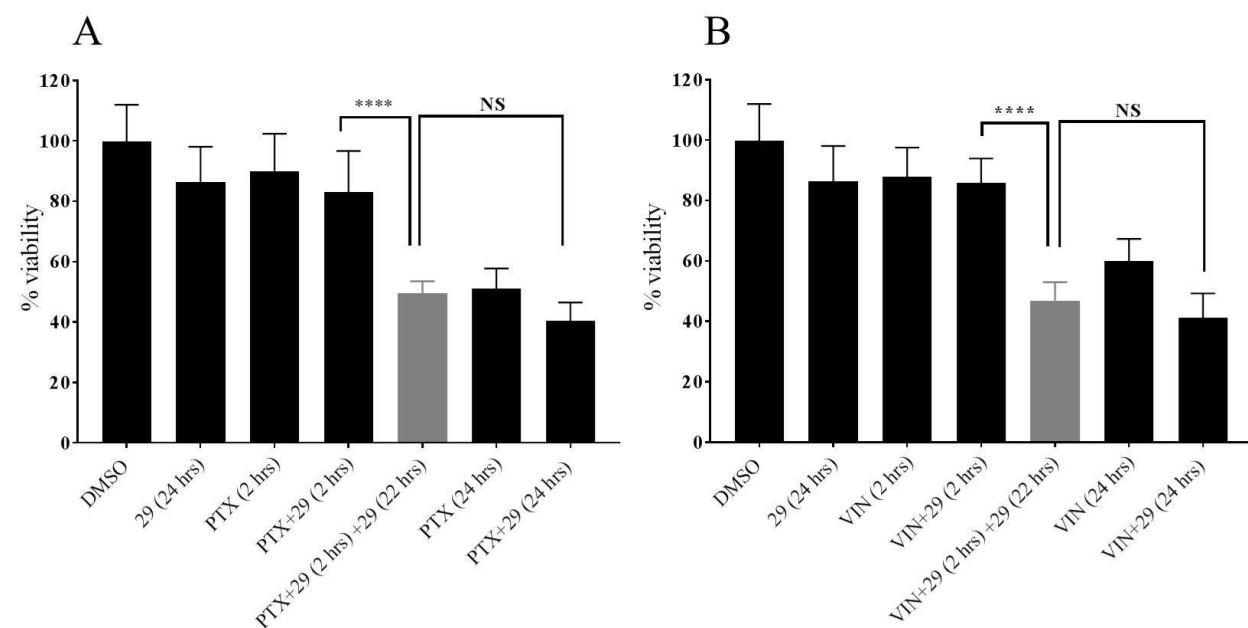 A
% viability
120
100
80
60
40
20
0
****
NS
DMSO
29 (24 hrs)
PTX (2 hrs)
PTX+29 (2 hrs)
PTX+29 (2 hrs) +29 (22 hrs)
PTX (24 hrs)
PTX+29 (24 hrs)
B
% viability
120
100
80
60
40
20
0
****
NS
DMSO
29 (24 hrs)
VIN (2 hrs)
VIN+29 (2 hrs)
VIN+29 (2 hrs) +29 (22 hrs)
VIN (24 hrs)
VIN+29 (24 hrs)